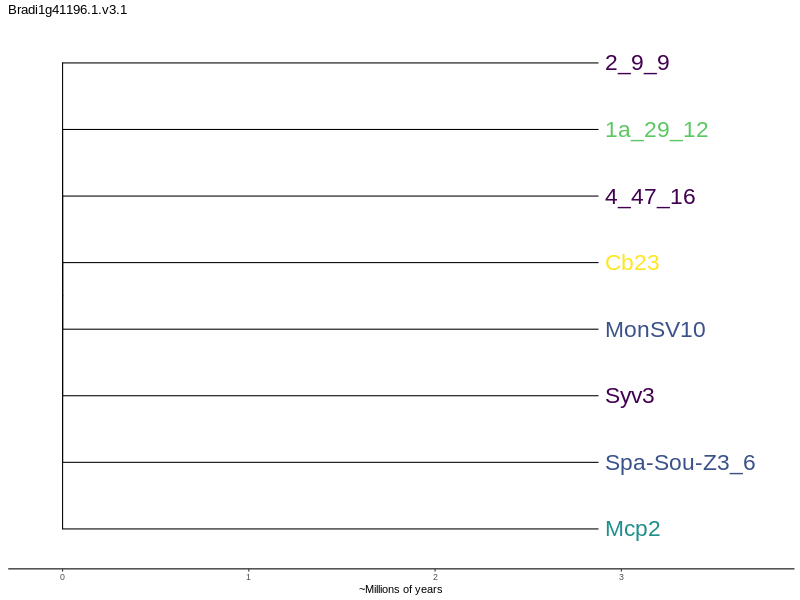 Bradi1g41196.1.v3.1
2_9_9
1a_29_12
4_47_16
Cb23
MonSV10
Syv3
Spa-Sou-Z3_6
Mcp2
0 1 2 3
~Millions of years